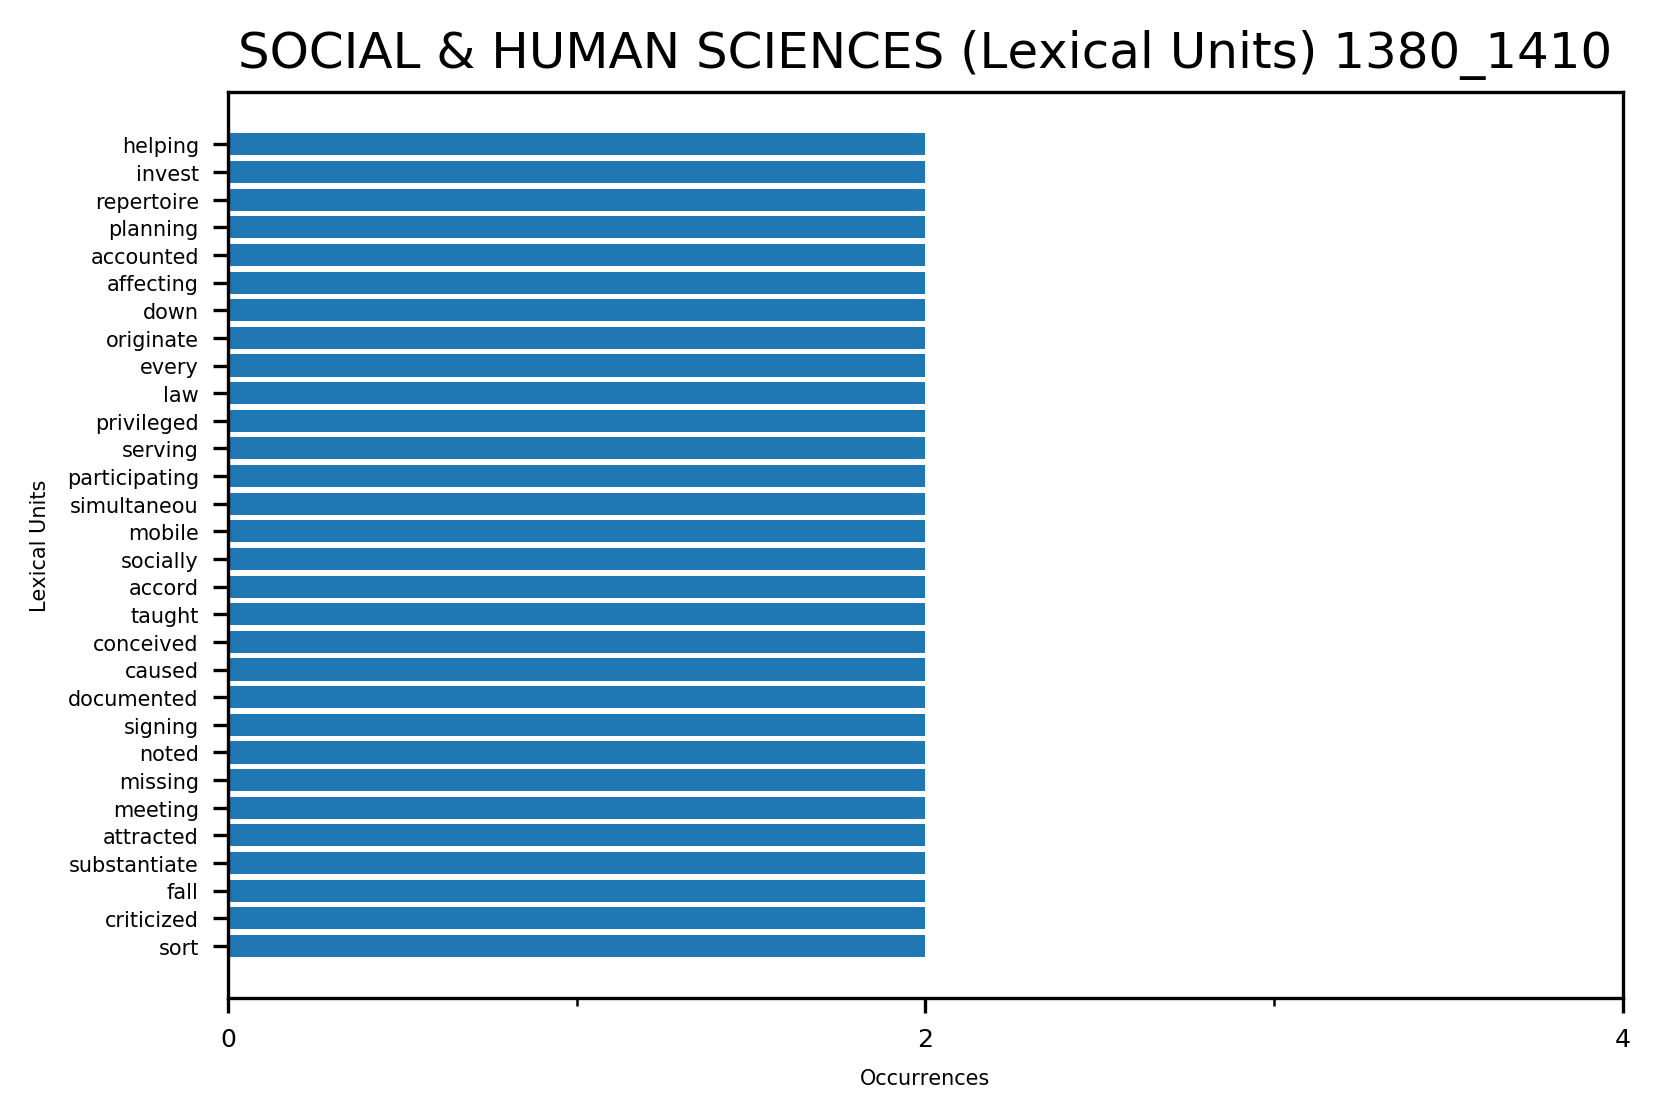 SOCIAL & HUMAN SCIENCES (Lexical Units) 1380_1410
Lexical Units
helping
invest
repertoire
planning
accounted
affecting
down
originate
every
law
privileged
serving
participating
simultaneou
mobile
socially
accord
taught
conceived
caused
documented
signing
noted
missing
meeting
attracted
substantiate
fall
criticized
sort
0 2 4
Occurrences